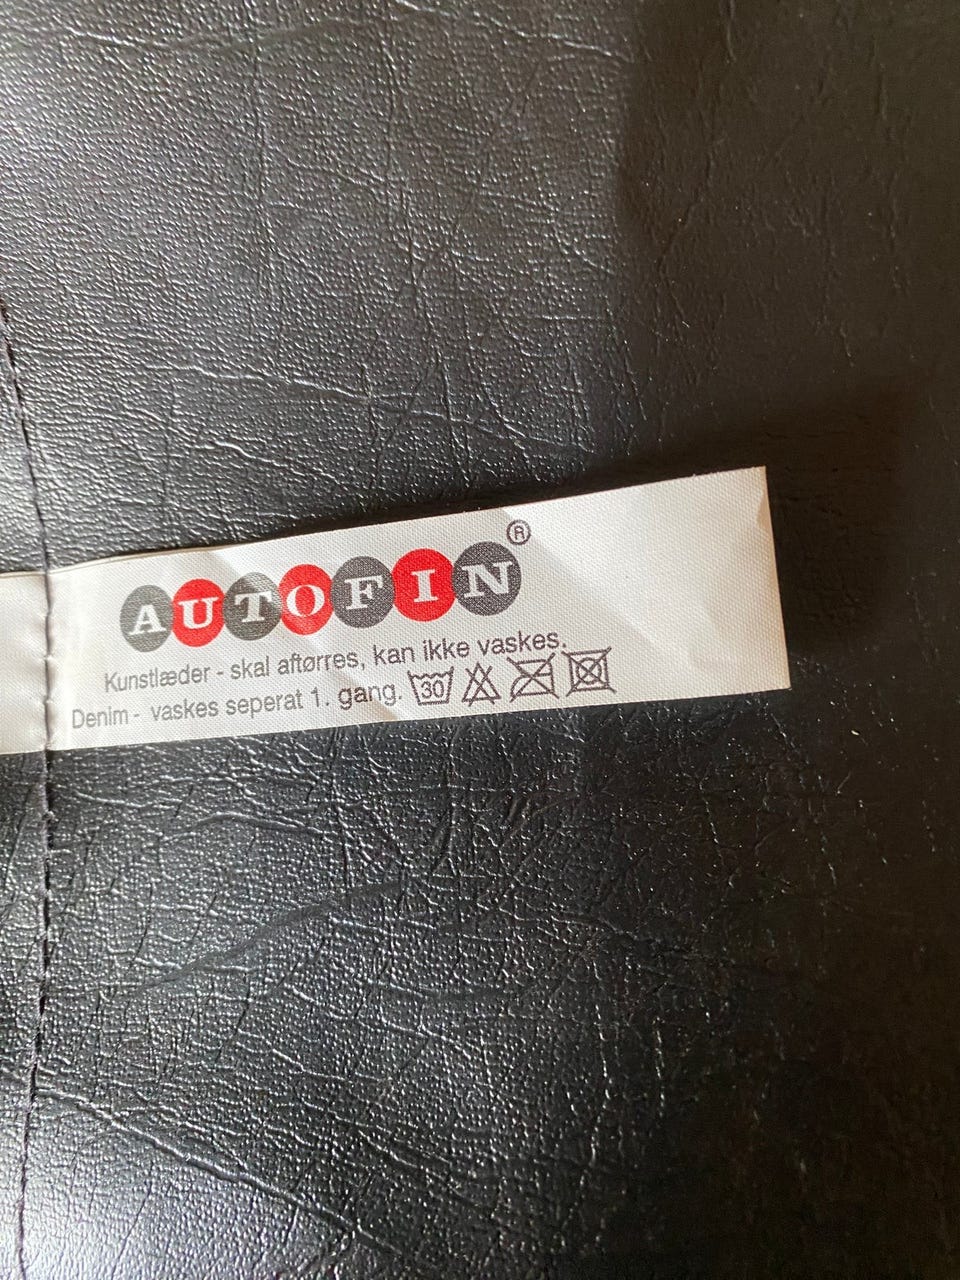 AUTOFIN®
Kunstlæder - skal aftørres, kan ikke vaskes.
Denim - vaskes seperat 1. gang. 30